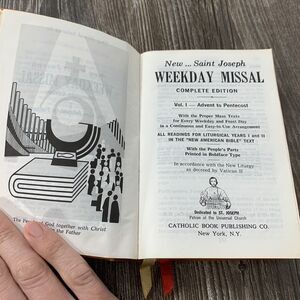 The People of God together with Christ
the Father
New ... Saint Joseph
WEEKDAY MISSAL
COMPLETE EDITION
Vol. I — Advent to Pentecost
With the Proper Mass Texts
for Every Weekday and Feast Day
in a Continuous and Easy-to-Use Arrangement
ALL READINGS FOR LITURGICAL YEARS I and II
IN THE "NEW AMERICAN BIBLE" TEXT
With the People's Parts
Printed in Boldface Type
In accordance with the New Liturgy
as decreed by Vatican II
Dedicated to ST. JOSEPH
Patron of the Universal Church
CATHOLIC BOOK PUBLISHING CO.
New York, N.Y.